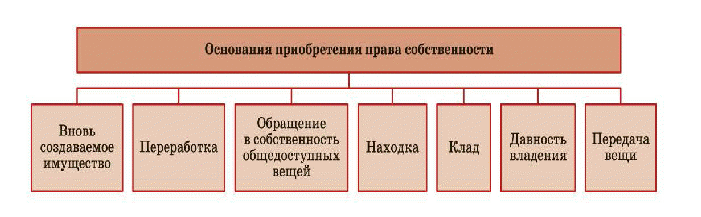 Основания приобретения права собственности
Вновь
создаваемое
имущество
Переработка
Обращение
в собственность
общедоступных
вещей
Находка
Клад
Давность
владения
Передача
вещи